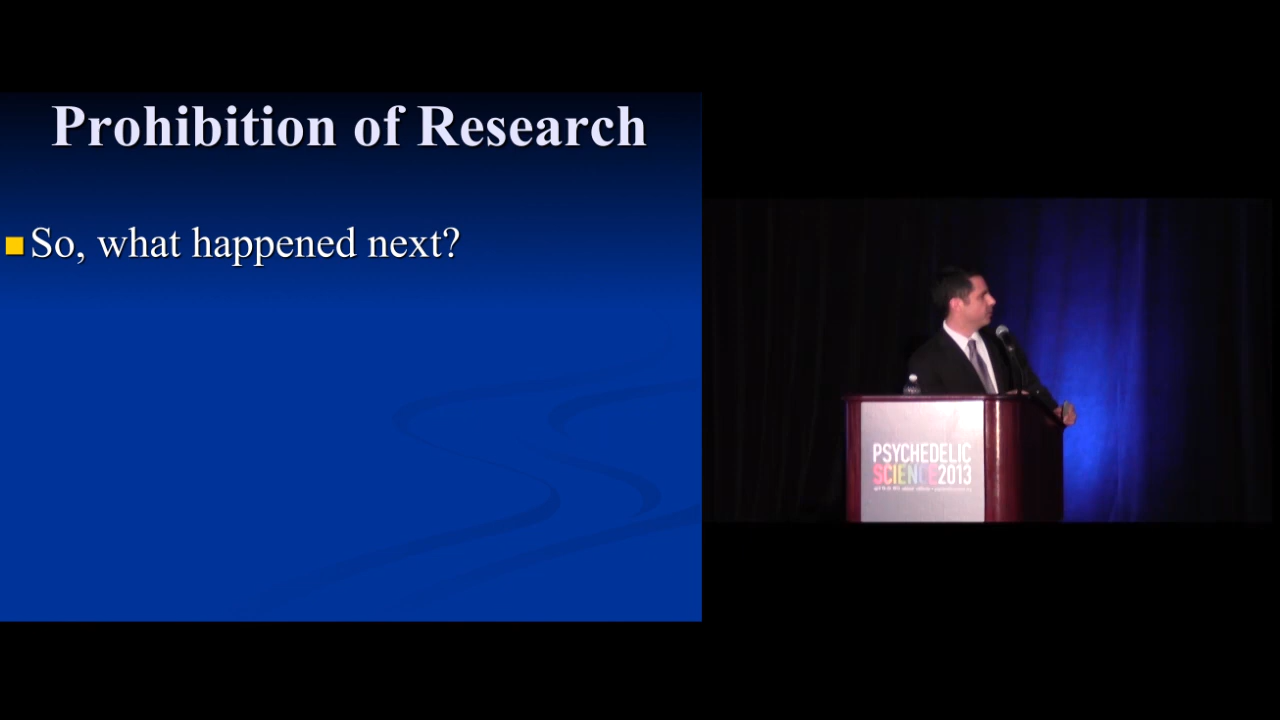 Prohibition of Research
So, what happened next?
PSYCHEDELIC
SCIENCE2013